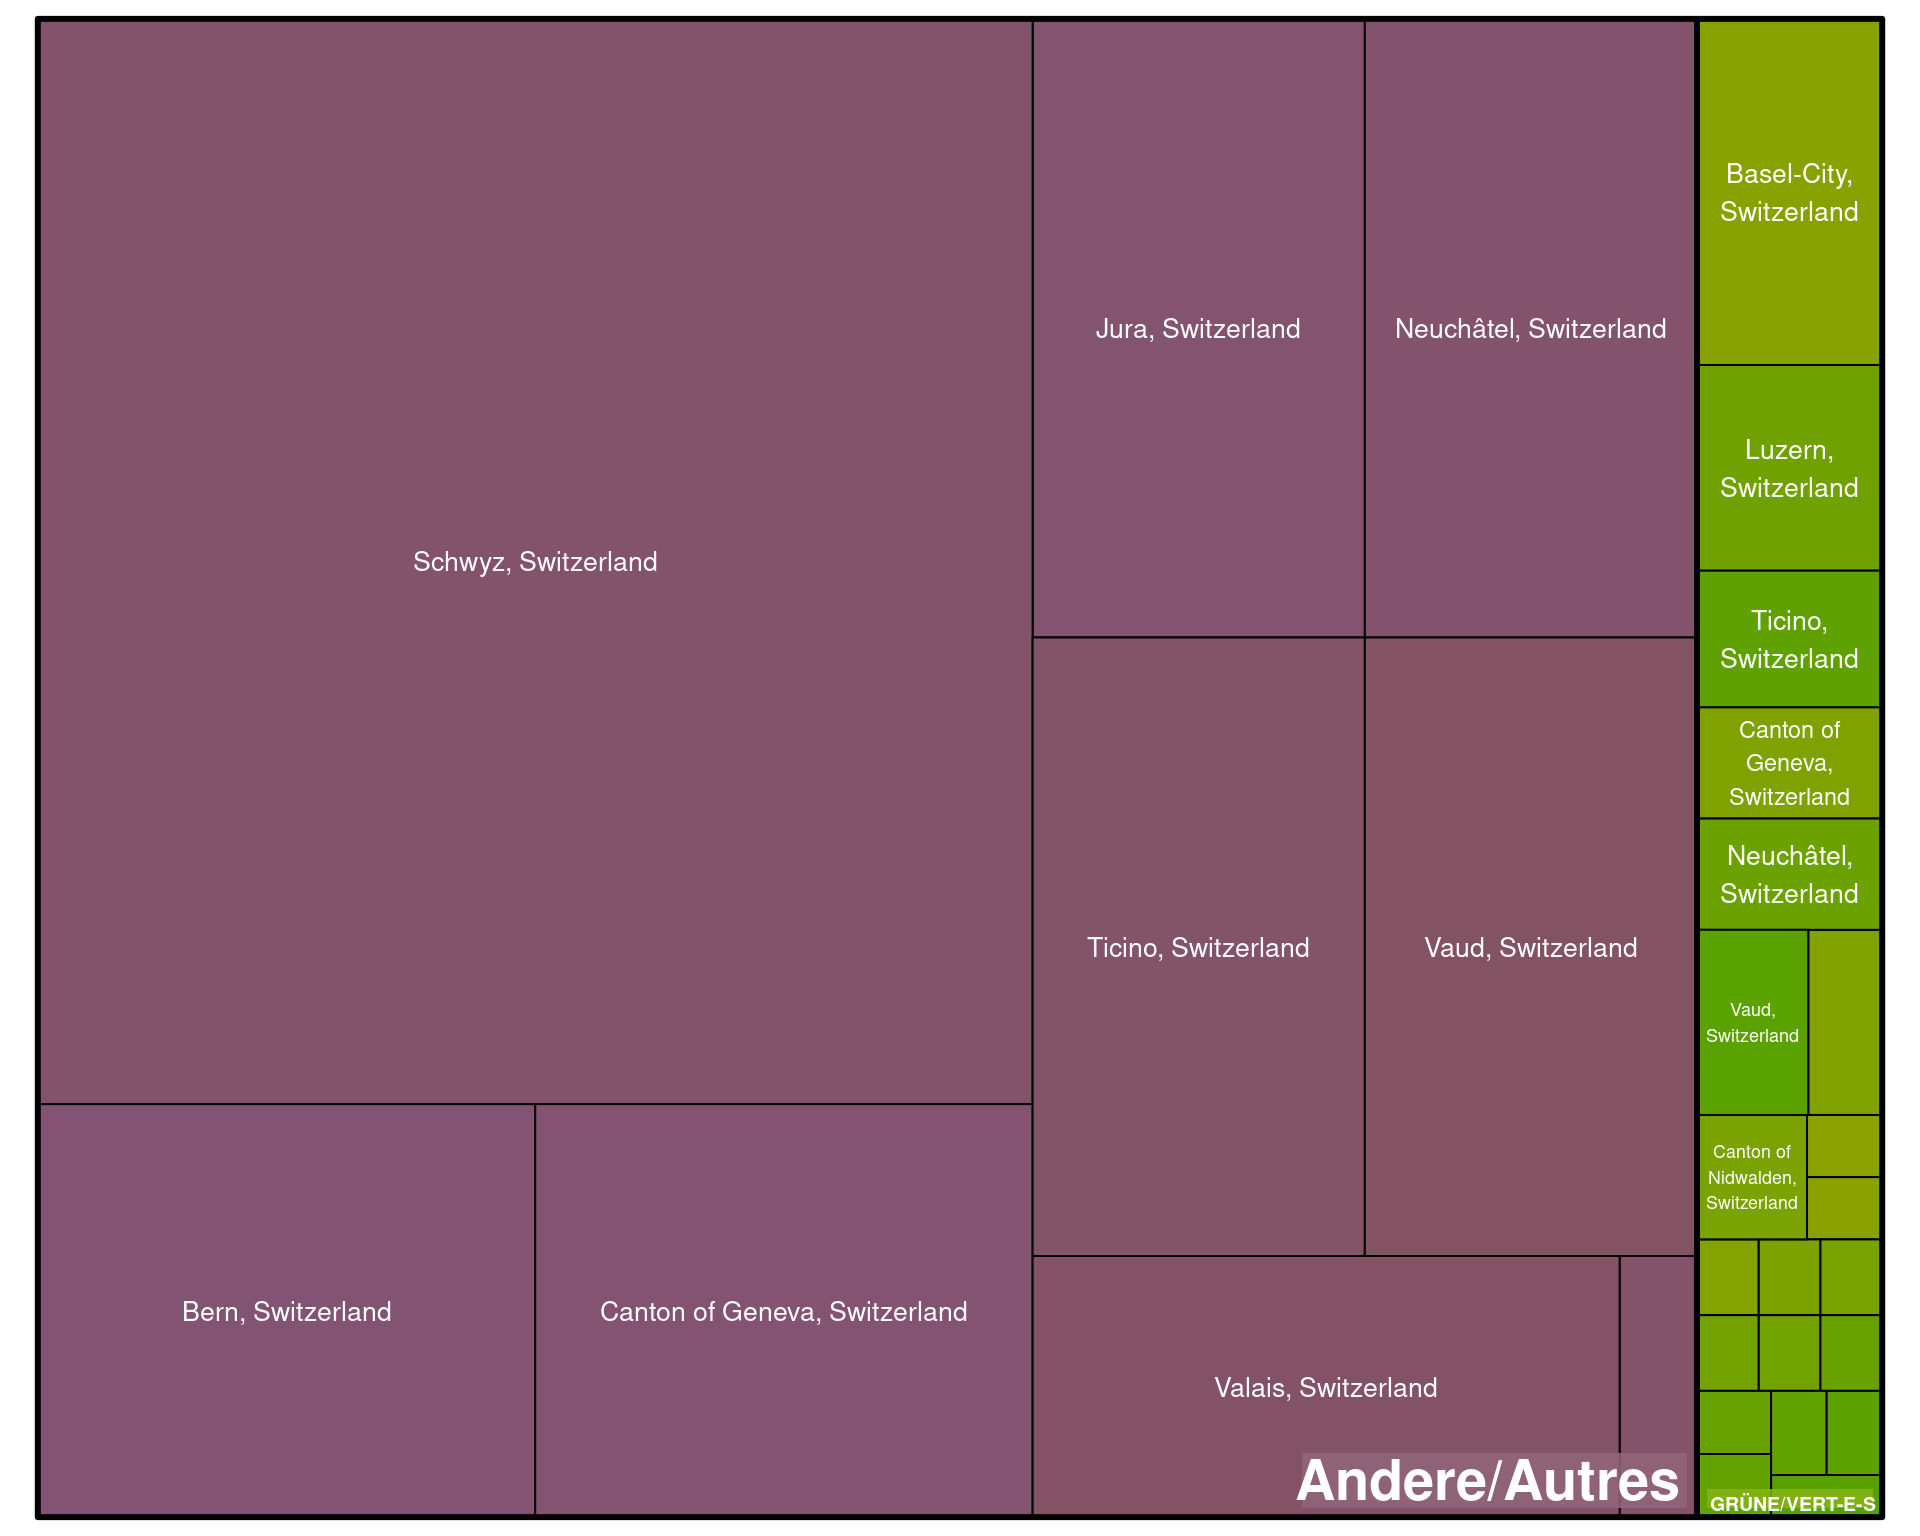 Schwyz, Switzerland
Bern, Switzerland
Canton of Geneva, Switzerland
Jura, Switzerland
Neuchâtel, Switzerland
Ticino, Switzerland
Vaud, Switzerland
Valais, Switzerland
Andere/Autres
Basel-City,
Switzerland
Luzern,
Switzerland
Ticino,
Switzerland
Canton of
Geneva,
Switzerland
Neuchâtel,
Switzerland
Vaud,
Switzerland
Canton of
Nidwalden,
Switzerland
GRÜNE/VERT-E-S